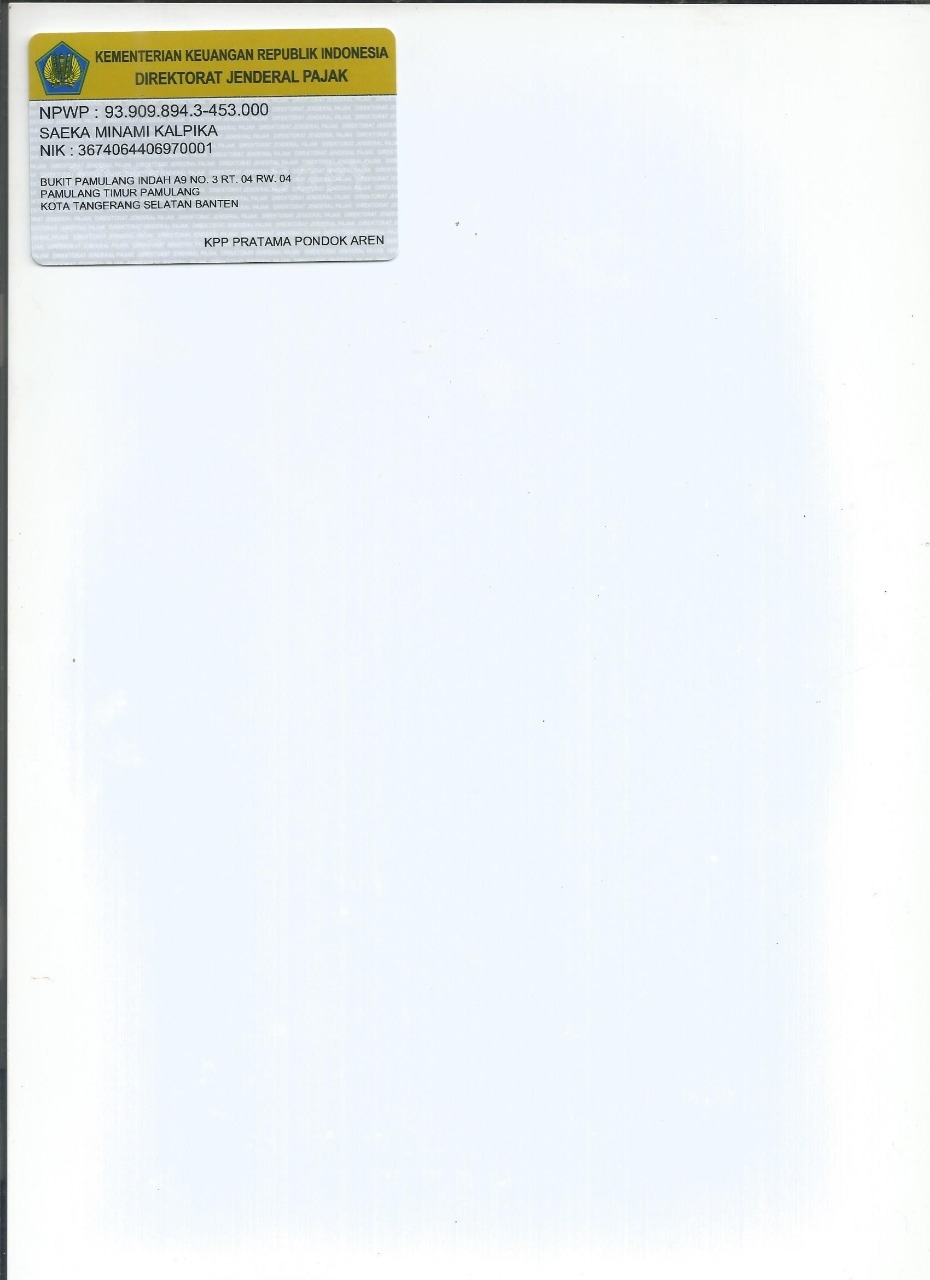 KEMENTERIAN KEUANGAN REPUBLIK INDONESIA
DIREKTORAT JENDERAL PAJAK
NPWP : 93.909.894.3-453.000
SAEKA MINAMI KALPIKA
NIK : 3674064406970001
BUKIT PAMULANG INDAH A9 NO. 3 RT. 04 RW. 04
PAMULANG TIMUR PAMULANG
KOTA TANGERANG SELATAN BANTEN
KPP PRATAMA PONDOK AREN